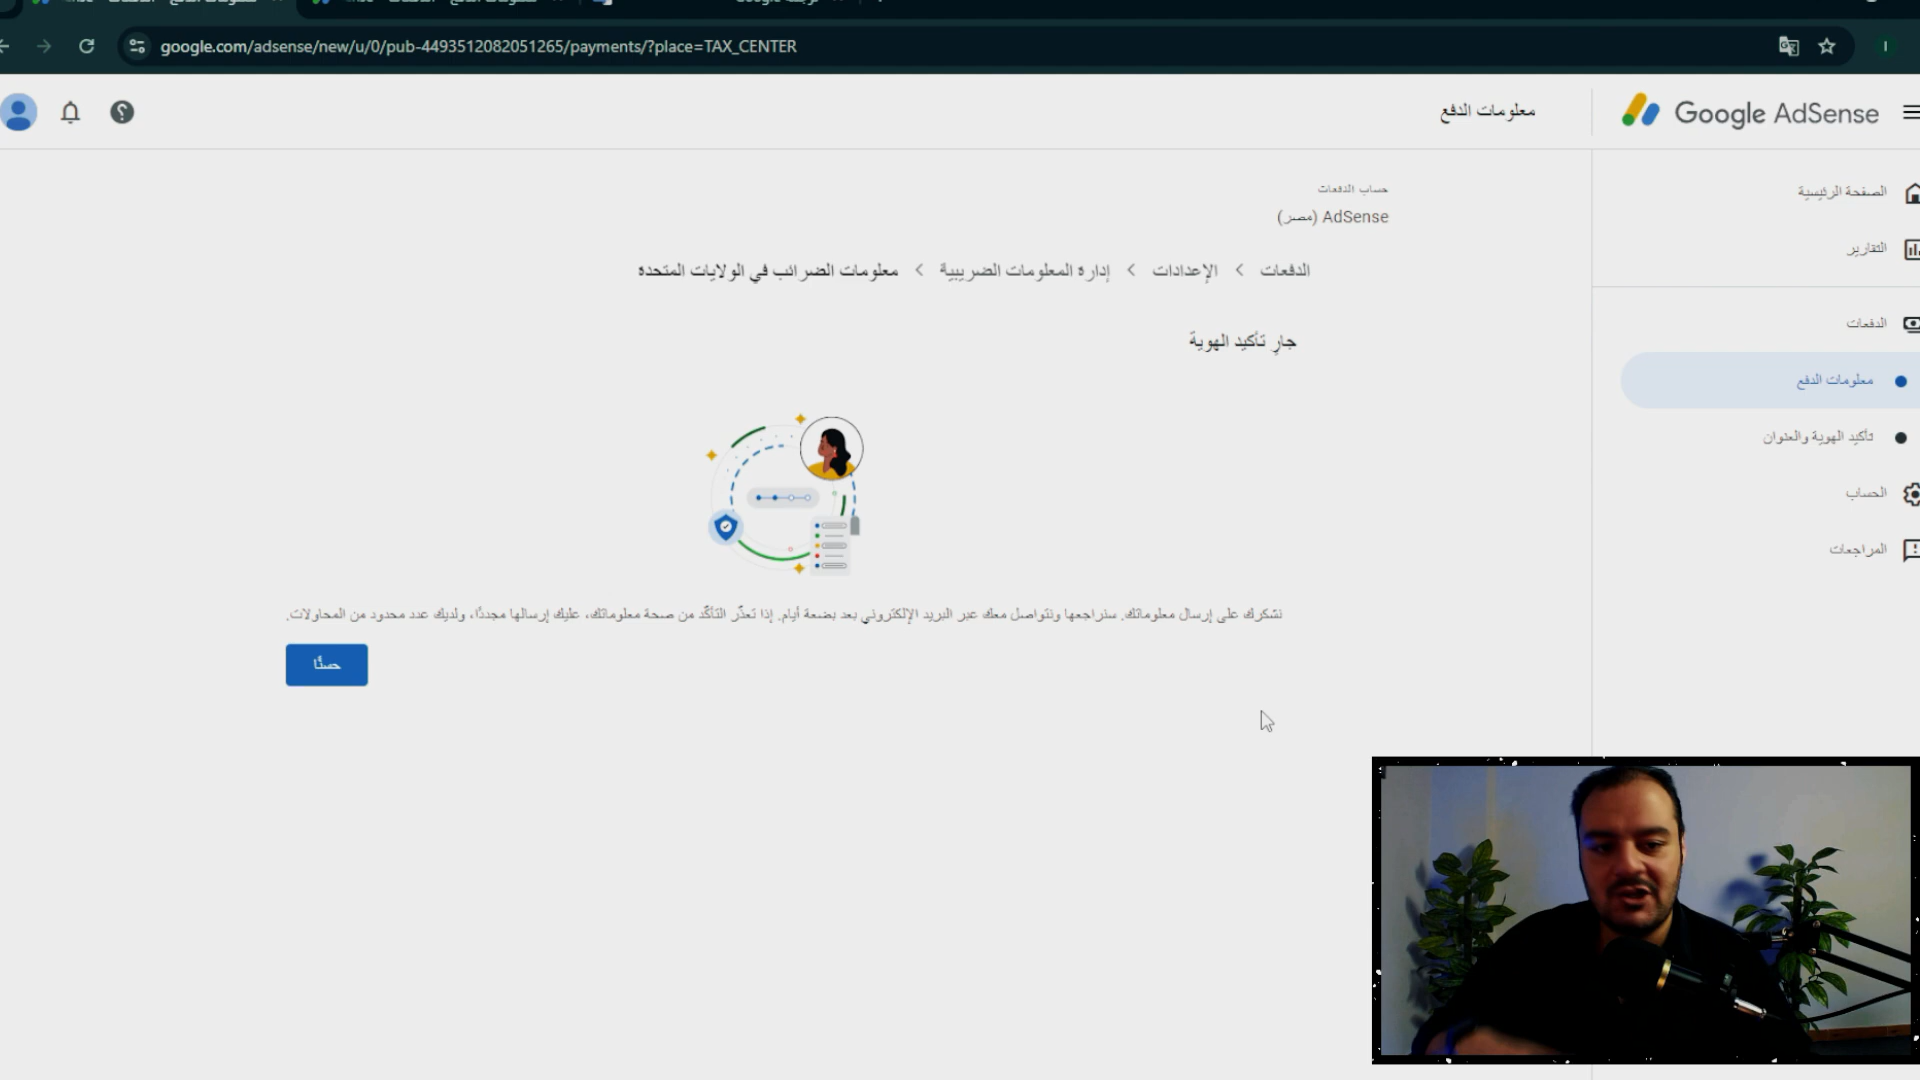 google.com/adsense/new/u/0/pub-4493512082051265/payments/?place=TAX_CENTER
Google AdSense
معلومات الدفع
الصفحة الرئيسية
التقارير
الدفعات
معلومات الدفع
تأكيد الهوية والعنوان
الحساب
المراجعات
حساب الدفعات
AdSense (مصر)
الدفعات > الإعدادات > إدارة المعلومات الضريبية > معلومات الضرائب في الولايات المتحدة
جارٍ تأكيد الهوية
نشكرك على إرسال معلوماتك. سنراجعها ونتواصل معك عبر البريد الإلكتروني بعد بضعة أيام. إذا تعذّر التأكّد من صحة معلوماتك، عليك إرسالها مجددًا، ولديك عدد محدود من المحاولات.
حسنًا